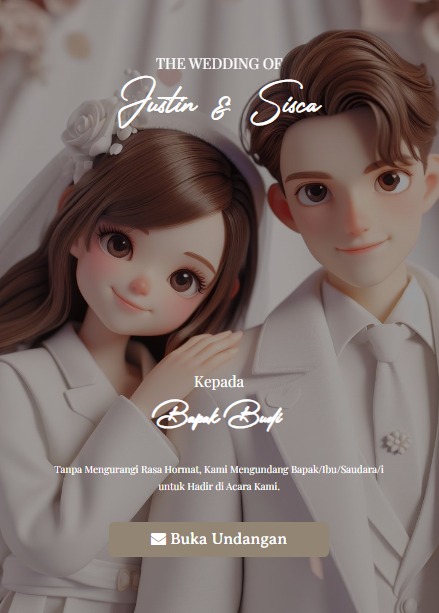 THE WEDDING OF
Justin & Sisca
Kepada
Bapak Budi
Tanpa Mengurangi Rasa Hormat, Kami Mengundang Bapak/Ibu/Saudara/i
untuk Hadir di Acara Kami.
Buka Undangan